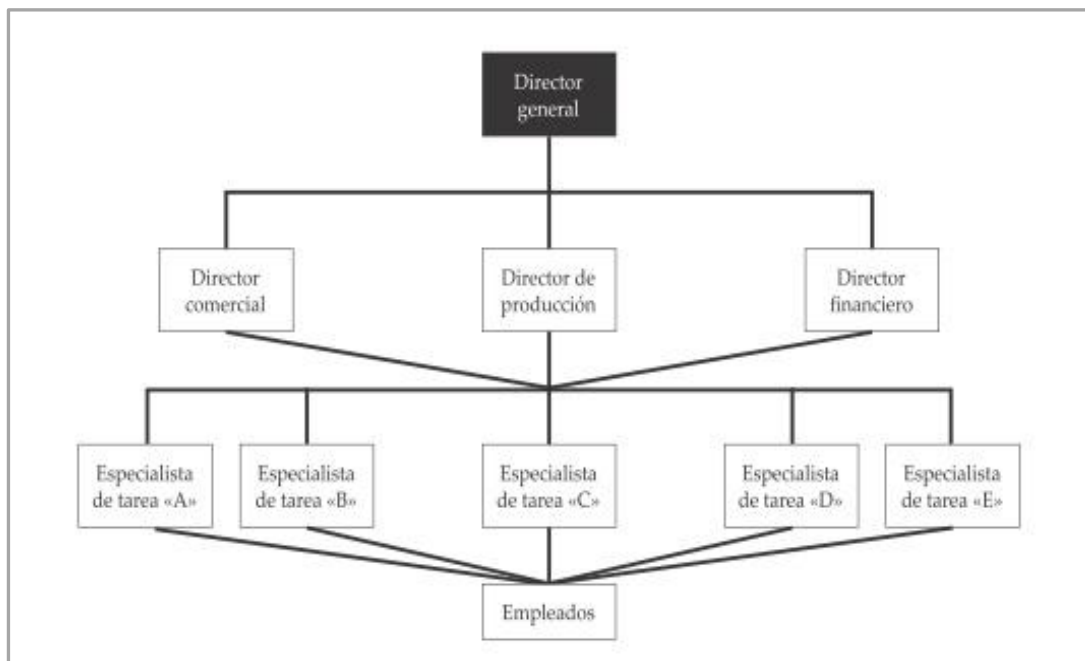 Director
general
Director
comercial
Director de
producción
Director
financiero
Especialista
de tarea «A»
Especialista
de tarea «B»
Especialista
de tarea «C»
Especialista
de tarea «D»
Especialista
de tarea «E»
Empleados